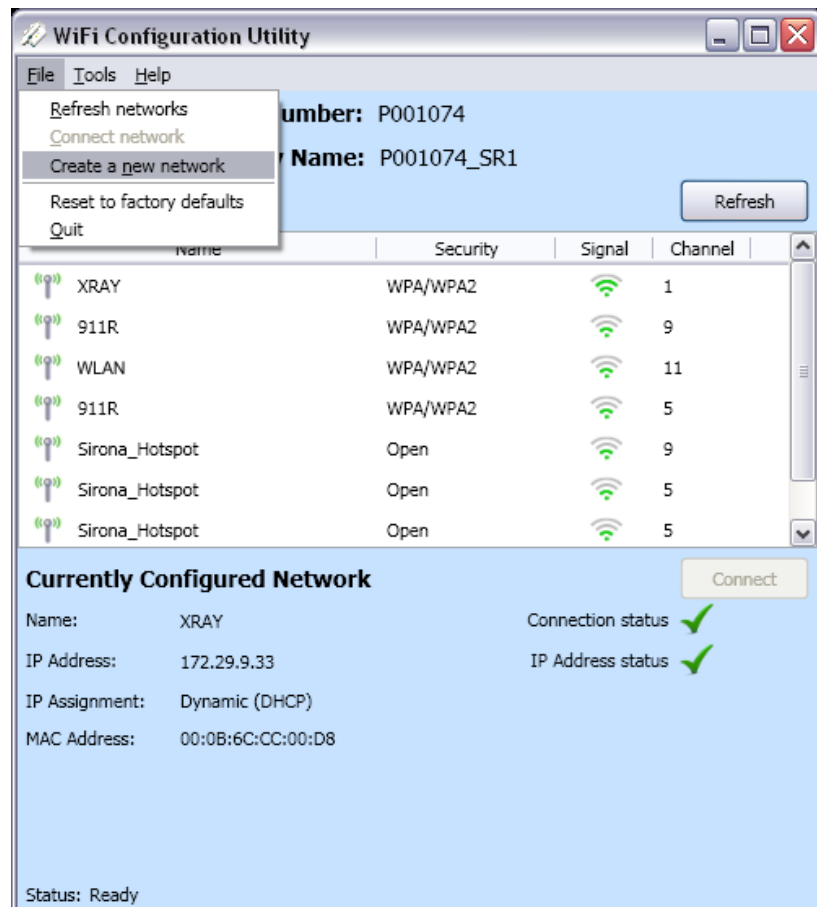 WiFi Configuration Utility
File Tools Help
Refresh networks
Connect network
Create a new network
Reset to factory defaults
Quit
umber: P001074
Name: P001074_SR1
Refresh
Name Security Signal Channel
XRAY WPA/WPA2 1
911R WPA/WPA2 9
WLAN WPA/WPA2 11
911R WPA/WPA2 5
Sirona_Hotspot Open 9
Sirona_Hotspot Open 5
Sirona_Hotspot Open 5
Currently Configured Network Connect
Name: XRAY Connection status
IP Address: 172.29.9.33 IP Address status
IP Assignment: Dynamic (DHCP)
MAC Address: 00:0B:6C:CC:00:D8
Status: Ready